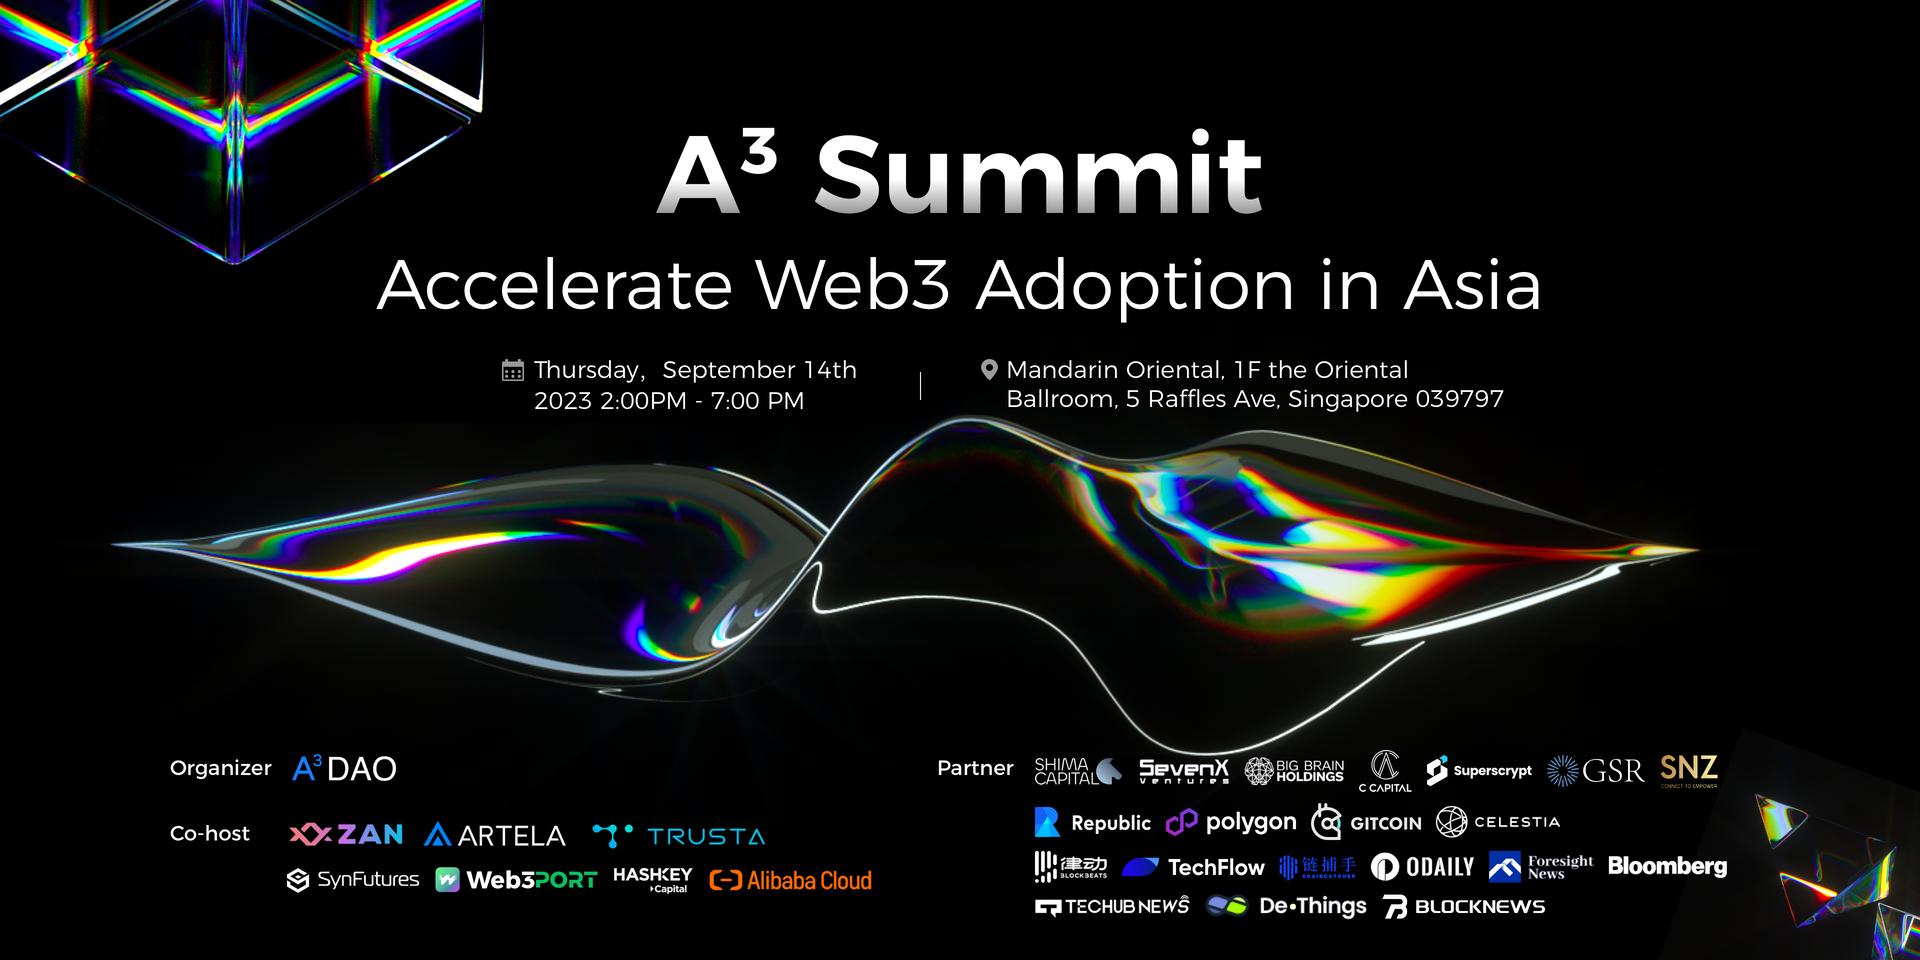 A³ Summit
Accelerate Web3 Adoption in Asia
Thursday, September 14th
2023 2:00PM - 7:00 PM
Mandarin Oriental, 1F the Oriental
Ballroom, 5 Raffles Ave, Singapore 039797
Organizer A³ DAO
Co-host ZAN ARTELA TRUSTA
SynFutures Web3PORT HASHKEY Capital Alibaba Cloud
Partner SHIMA CAPITAL SevenX ventures BIG BRAIN HOLDINGS C CAPITAL Superscrypt GSR SNZ CONNECT TO EMPOWER
Republic polygon GITCOIN CELESTIA
律动 BLOCKBEATS TechFlow 链捕手 CHAINCATCHER ODAILY Foresight News Bloomberg
TECHUB NEWS De•Things BLOCKNEWS